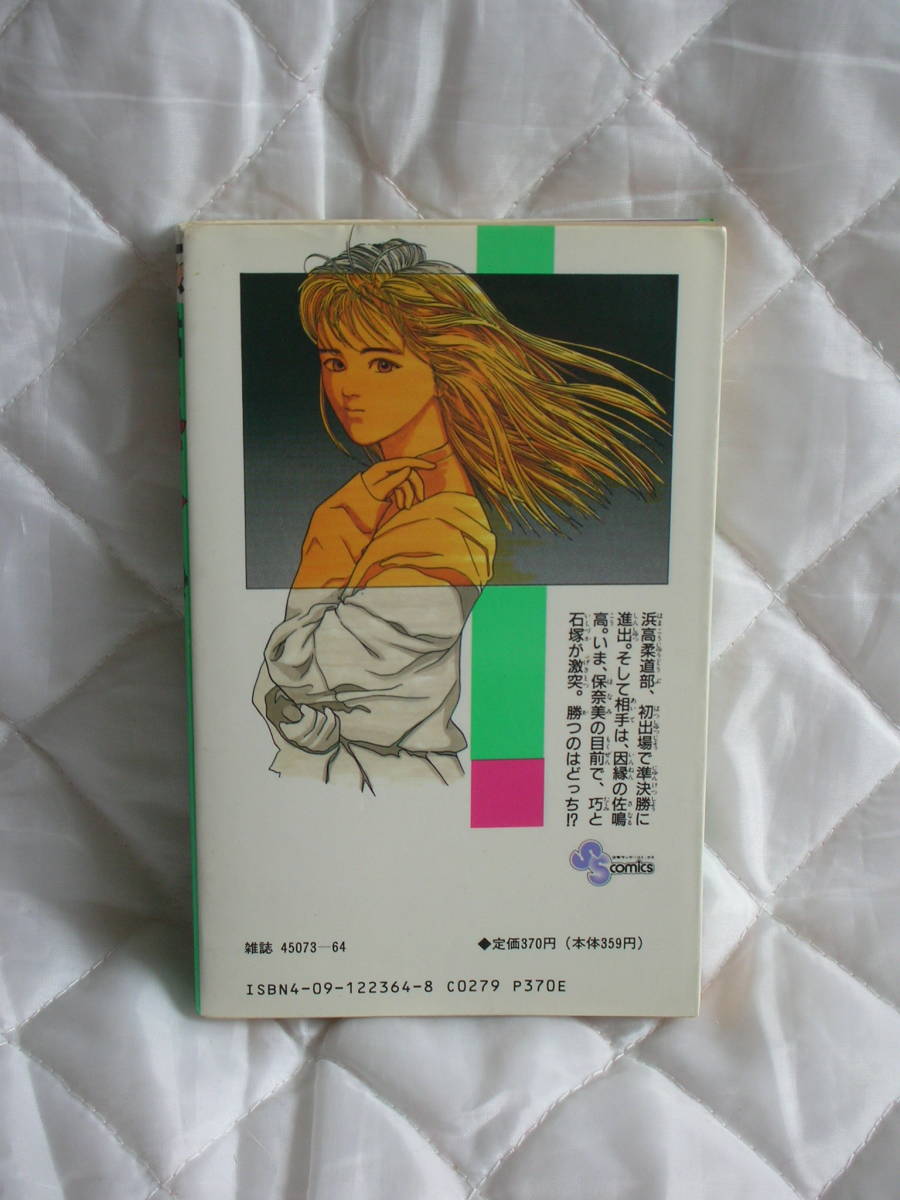 浜高柔道部、初出場で準決勝に
進出。そして相手は、因縁の佐鳴
高。いま、保奈美の目前で、巧と
石塚が激突。勝つのはどっち!?
SS comics
雑誌 45073-64
◆定価370円(本体359円)
ISBN4-09-122364-8 C0279 P370E